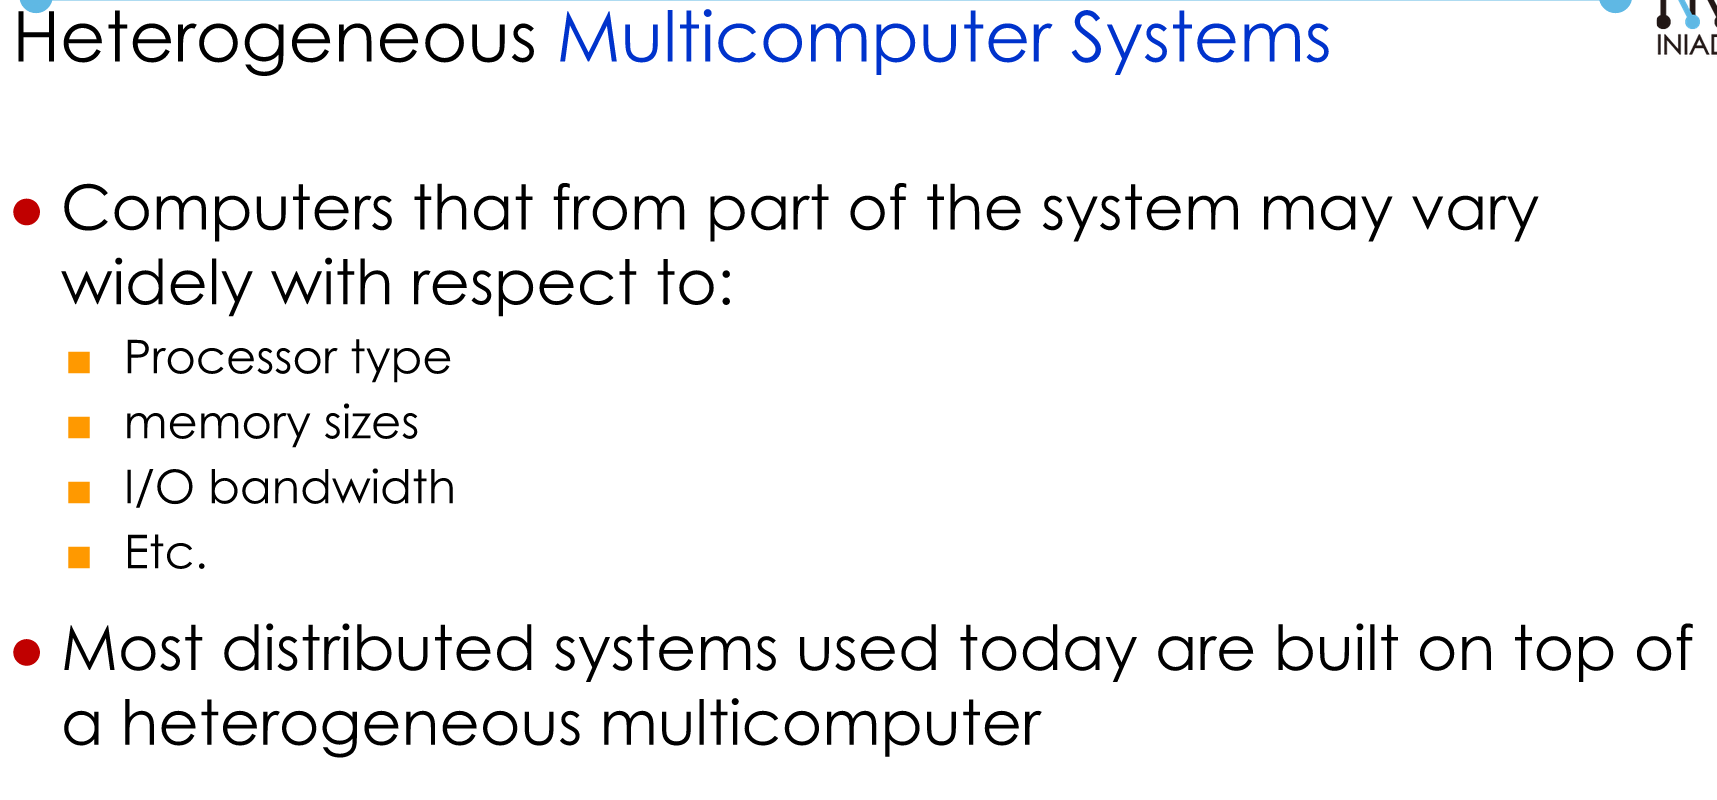 Heterogeneous Multicomputer Systems
INIAD
Computers that from part of the system may vary
widely with respect to:
Processor type
memory sizes
I/O bandwidth
Etc.
Most distributed systems used today are built on top of
a heterogeneous multicomputer